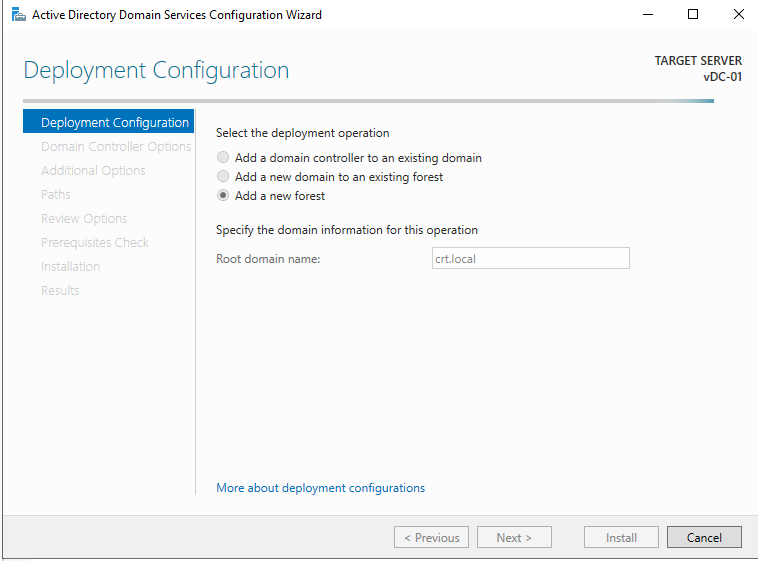 Active Directory Domain Services Configuration Wizard
Deployment Configuration
TARGET SERVER
vDC-01
Deployment Configuration
Domain Controller Options
Additional Options
Paths
Review Options
Prerequisites Check
Installation
Results
Select the deployment operation
Add a domain controller to an existing domain
Add a new domain to an existing forest
Add a new forest
Specify the domain information for this operation
Root domain name:
crt.local
More about deployment configurations
< Previous
Next >
Install
Cancel